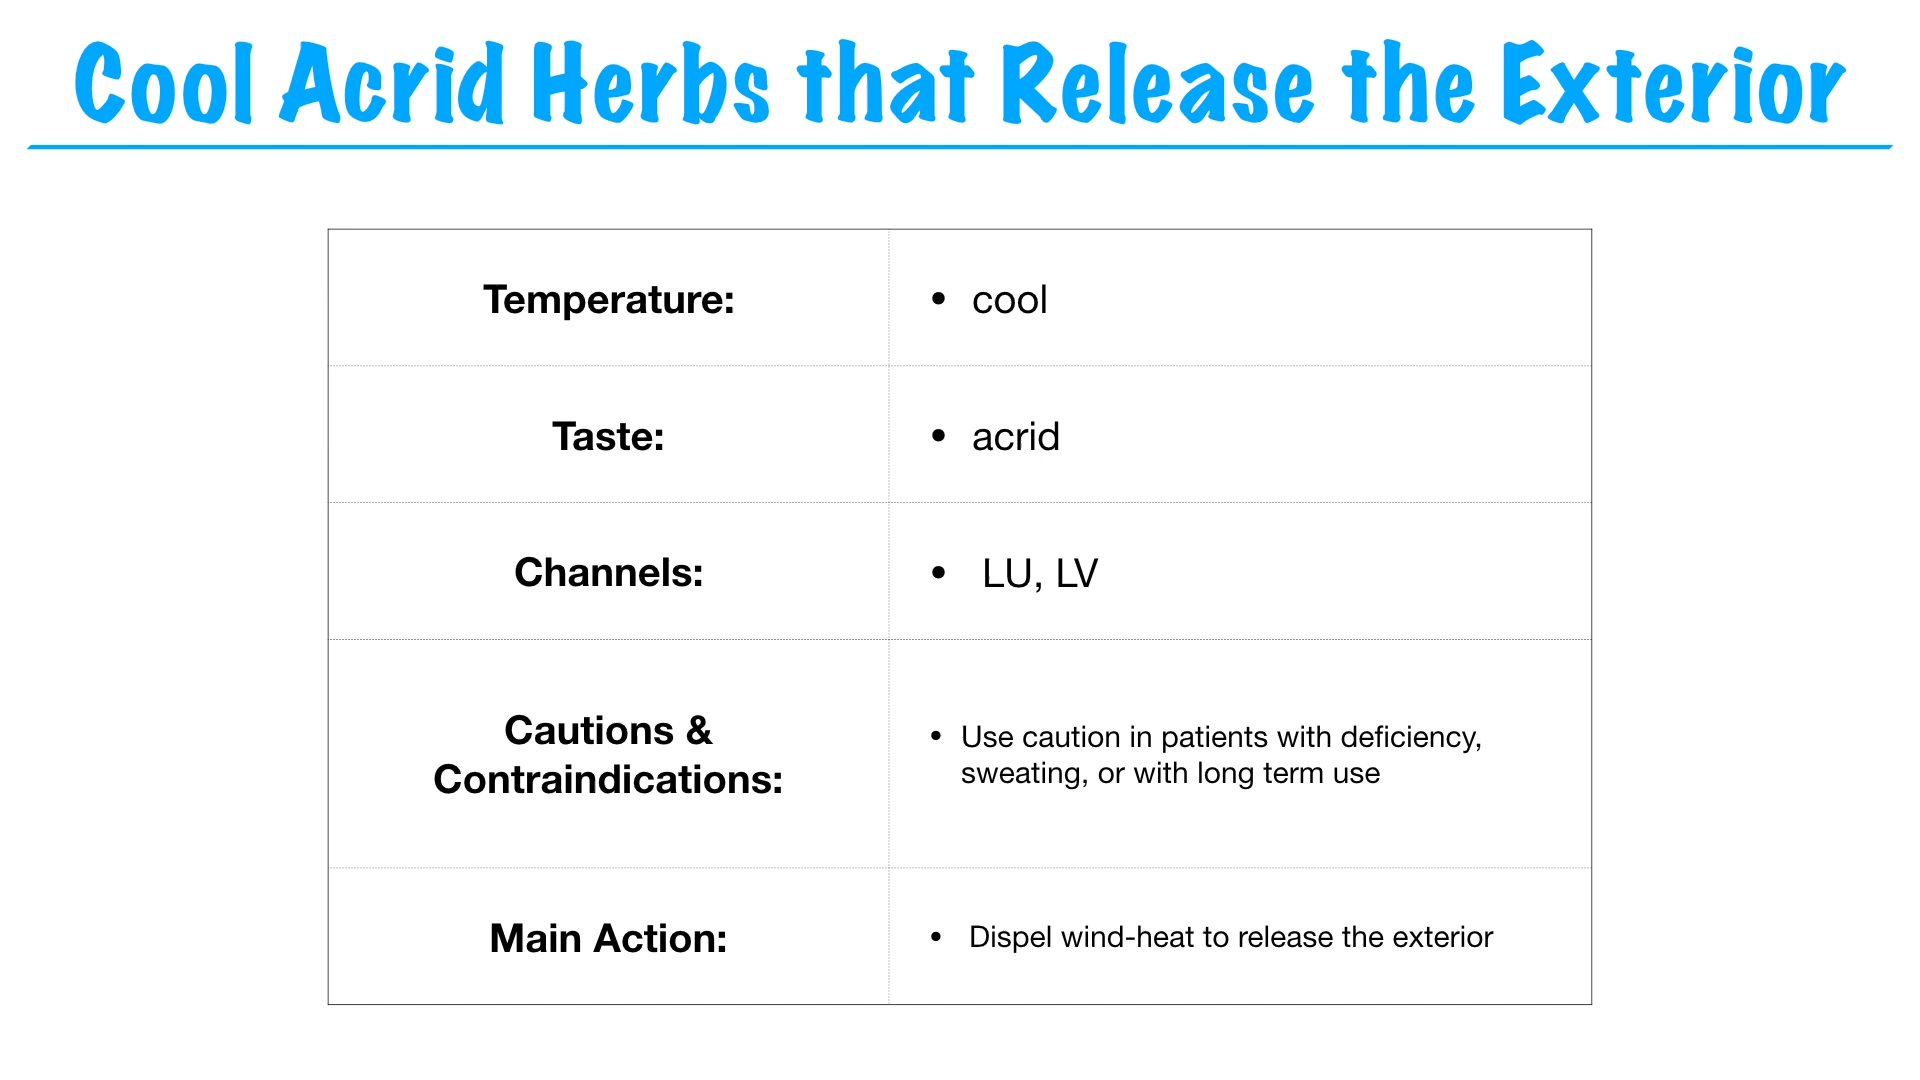 Cool Acrid Herbs that Release the Exterior
Temperature:
• cool
Taste:
• acrid
Channels:
• LU, LV
Cautions &
Contraindications:
• Use caution in patients with deficiency,
sweating, or with long term use
Main Action:
• Dispel wind-heat to release the exterior